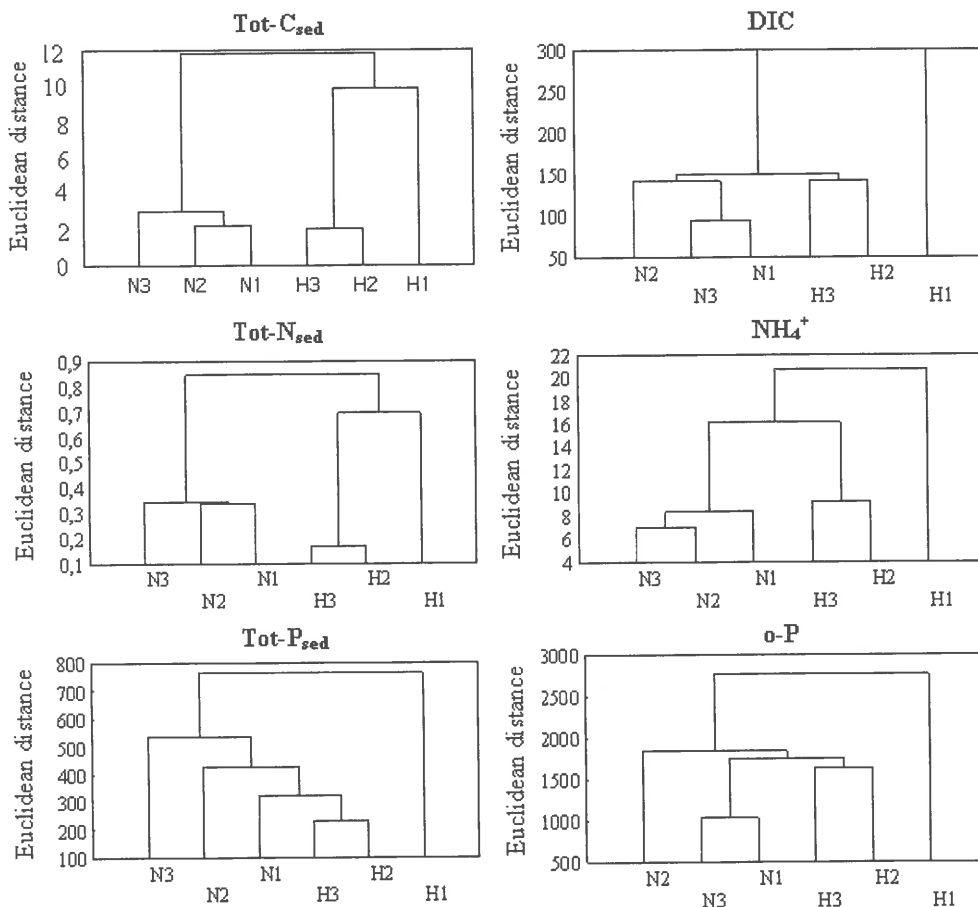 Tot-C_sed
Euclidean distance
12
10
8
6
4
2
0
N3 N2 N1 H3 H2 H1
DIC
Euclidean distance
300
250
200
150
100
50
N2 N1 H2
N3 H3 H1
Tot-N_sed
Euclidean distance
0,9
0,8
0,7
0,6
0,5
0,4
0,3
0,2
0,1
N3 N1 H2
N2 H3 H1
NH₄⁺
Euclidean distance
22
20
18
16
14
12
10
8
6
4
N3 N1 H2
N2 H3 H1
Tot-P_sed
Euclidean distance
800
700
600
500
400
300
200
100
N3 N1 H2
N2 H3 H1
o-P
Euclidean distance
3000
2500
2000
1500
1000
500
N2 N1 H2
N3 H3 H1